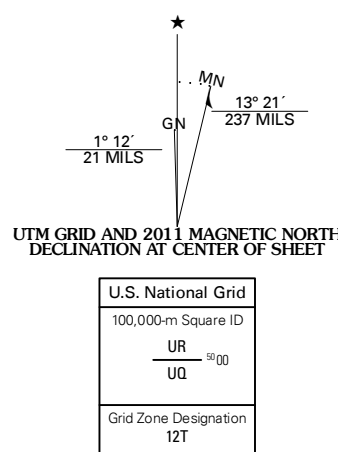 ★
MN
GN
13° 21´
237 MILS
1° 12´
21 MILS
UTM GRID AND 2011 MAGNETIC NORTH
DECLINATION AT CENTER OF SHEET
U.S. National Grid
100,000-m Square ID
UR
5000
UQ
Grid Zone Designation
12T